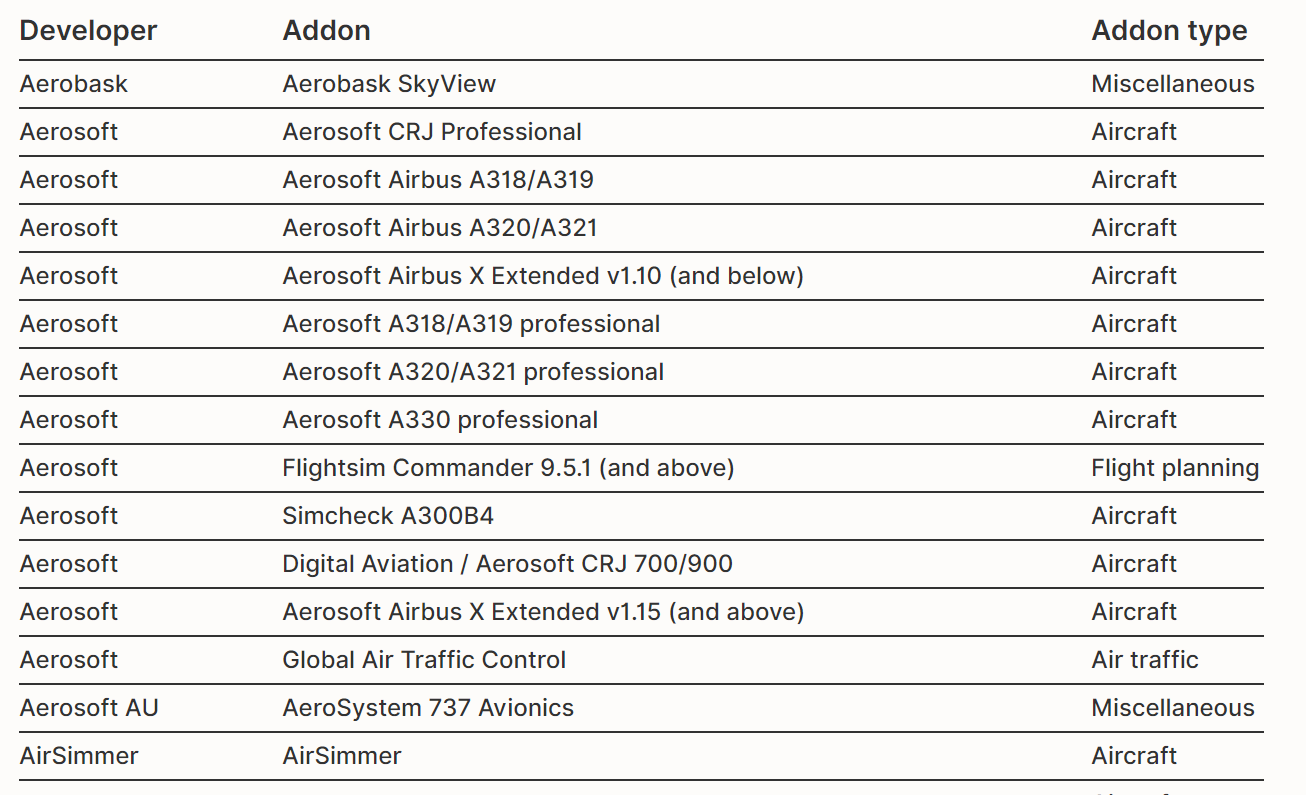 Developer Addon Addon type
Aerobask Aerobask SkyView Miscellaneous
Aerosoft Aerosoft CRJ Professional Aircraft
Aerosoft Aerosoft Airbus A318/A319 Aircraft
Aerosoft Aerosoft Airbus A320/A321 Aircraft
Aerosoft Aerosoft Airbus X Extended v1.10 (and below) Aircraft
Aerosoft Aerosoft A318/A319 professional Aircraft
Aerosoft Aerosoft A320/A321 professional Aircraft
Aerosoft Aerosoft A330 professional Aircraft
Aerosoft Flightsim Commander 9.5.1 (and above) Flight planning
Aerosoft Simcheck A300B4 Aircraft
Aerosoft Digital Aviation / Aerosoft CRJ 700/900 Aircraft
Aerosoft Aerosoft Airbus X Extended v1.15 (and above) Aircraft
Aerosoft Global Air Traffic Control Air traffic
Aerosoft AU AeroSystem 737 Avionics Miscellaneous
AirSimmer AirSimmer Aircraft